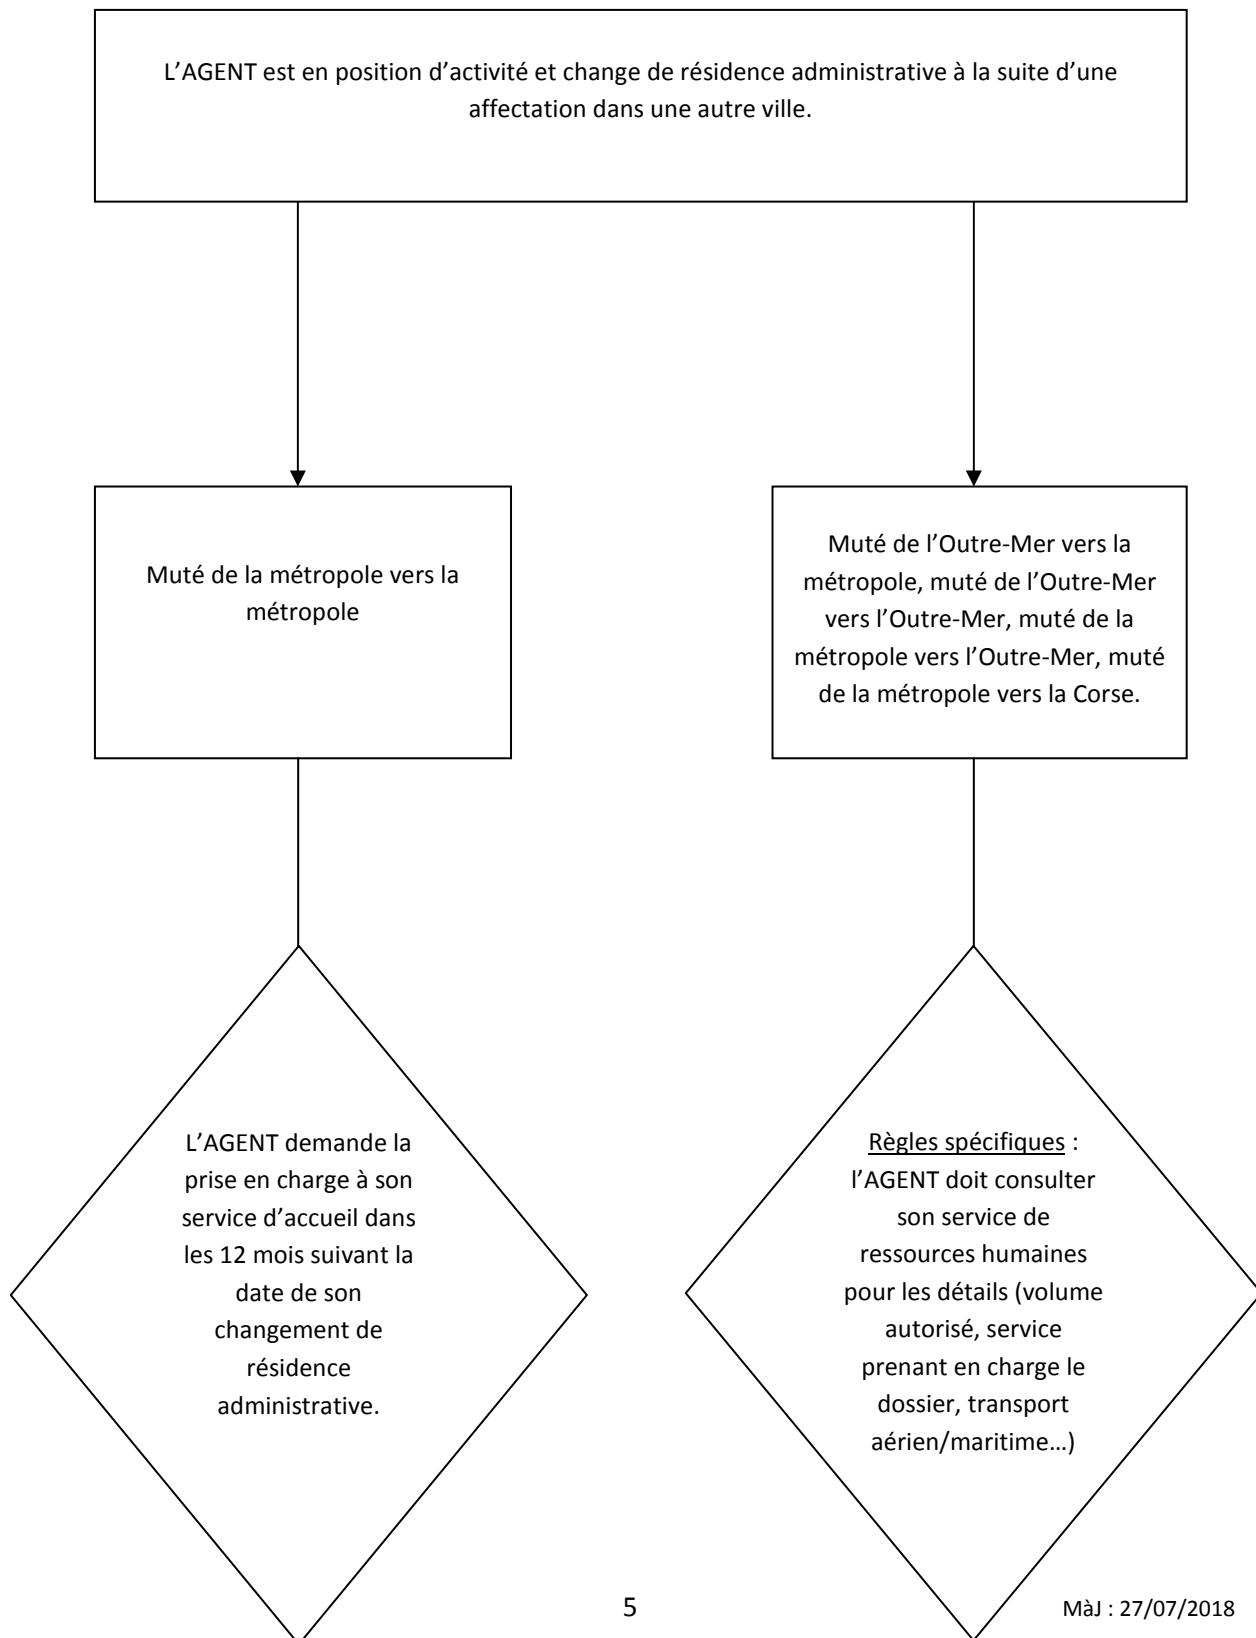 L’AGENT est en position d’activité et change de résidence administrative à la suite d’une
affectation dans une autre ville.
Muté de la métropole vers la
métropole
Muté de l’Outre-Mer vers la
métropole, muté de l’Outre-Mer
vers l’Outre-Mer, muté de la
métropole vers l’Outre-Mer, muté
de la métropole vers la Corse.
L’AGENT demande la
prise en charge à son
service d’accueil dans
les 12 mois suivant la
date de son
changement de
résidence
administrative.
Règles spécifiques :
l’AGENT doit consulter
son service de
ressources humaines
pour les détails (volume
autorisé, service
prenant en charge le
dossier, transport
aérien/maritime…)
5
MàJ : 27/07/2018